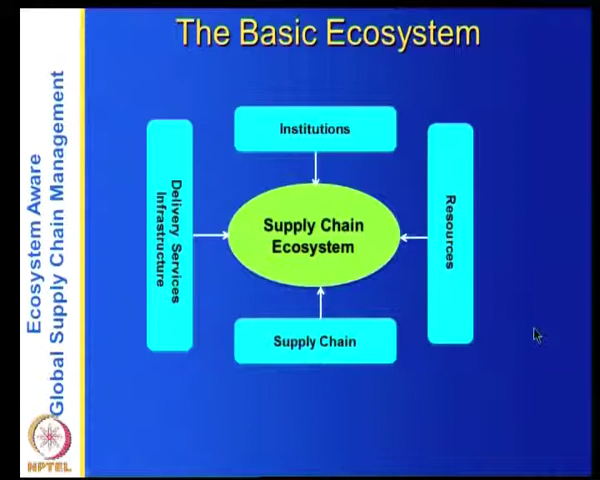 The Basic Ecosystem
Ecosystem Aware
Global Supply Chain Management
Institutions
Delivery Services
Infrastructure
Supply Chain
Ecosystem
Resources
Supply Chain
NPTEL